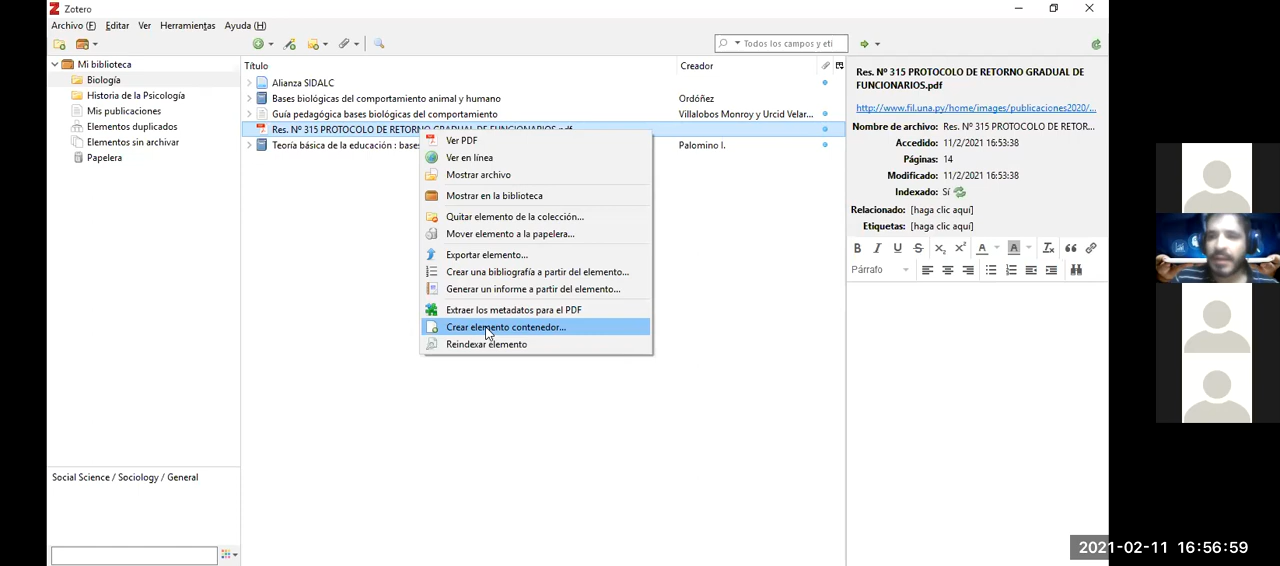 Zotero
Archivo (F) Editar Ver Herramientas Ayuda (H)
Todos los campos y eti
Mi biblioteca
Biología
Historia de la Psicología
Mis publicaciones
Elementos duplicados
Elementos sin archivar
Papelera
Social Science / Sociology / General
Título Creador
Alianza SIDALC
Bases biológicas del comportamiento animal y humano Ordóñez
Guía pedagógica bases biológicas del comportamiento Villalobos Monroy y Urcid Velar...
Res. Nº 315 PROTOCOLO DE RETORNO GRADUAL DE FUNCIONARIOS.pdf
Teoría básica de la educación : bases Palomino I.
Ver PDF
Ver en línea
Mostrar archivo
Mostrar en la biblioteca
Quitar elemento de la colección...
Mover elemento a la papelera...
Exportar elemento...
Crear una bibliografía a partir del elemento...
Generar un informe a partir del elemento...
Extraer los metadatos para el PDF
Crear elemento contenedor...
Reindexar elemento
Res. Nº 315 PROTOCOLO DE RETORNO GRADUAL DE
FUNCIONARIOS.pdf
http://www.fil.una.py/home/images/publicaciones2020/...
Nombre de archivo: Res. Nº 315 PROTOCOLO DE RETOR...
Accedido: 11/2/2021 16:53:38
Páginas: 14
Modificado: 11/2/2021 16:53:38
Indexado: Sí
Relacionado: [haga clic aquí]
Etiquetas: [haga clic aquí]
Párrafo
2021-02-11 16:56:59